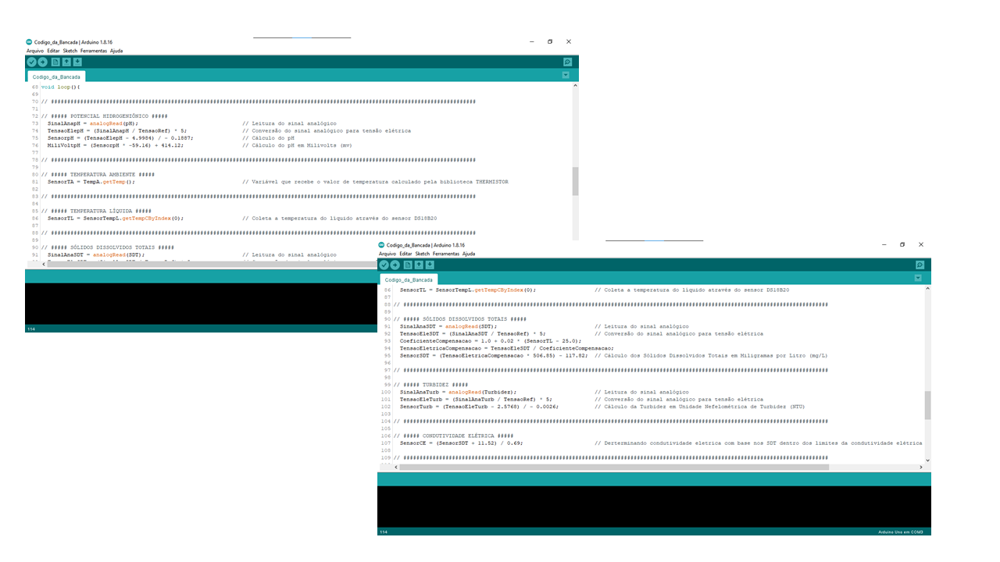 Codigo_da_Bancada | Arduino 1.8.16
Arquivo Editar Sketch Ferramentas Ajuda
Codigo_da_Bancada
68 void loop(){
69
70 // ###################################################################################################################################
71
72 // ##### POTENCIAL HIDROGENIÔNICO #####
73 SinalAnapH = analogRead(pH); // Leitura do sinal analógico
74 TensaoElepH = (SinalAnapH / TensaoRef) * 5; // Conversão do sinal analógico para tensão elétrica
75 SensorpH = (TensaoElepH - 4.9984) / - 0.1887; // Cálculo do pH
76 MiliVoltpH = (SensorpH * -59.16) + 414.12; // Cálculo do pH em Milivolts (mv)
77
78 // ###################################################################################################################################
79
80 // ##### TEMPERATURA AMBIENTE #####
81 SensorTA = TempA.getTemp(); // Variável que recebe o valor de temperatura calculado pela biblioteca THERMISTOR
82
83 // ###################################################################################################################################
84
85 // ##### TEMPERATURA LÍQUIDA #####
86 SensorTL = SensorTempL.getTempCByIndex(0); // Coleta a temperatura do líquido através do sensor DS18B20
87
88 // ###################################################################################################################################
89
90 // ##### SÓLIDOS DISSOLVIDOS TOTAIS #####
91 SinalAnaSDT = analogRead(SDT); // Leitura do sinal analógico
114
Codigo_da_Bancada | Arduino 1.8.16
Arquivo Editar Sketch Ferramentas Ajuda
Codigo_da_Bancada
86 SensorTL = SensorTempL.getTempCByIndex(0); // Coleta a temperatura do líquido através do sensor DS18B20
87
88 // ###################################################################################################################################
89
90 // ##### SÓLIDOS DISSOLVIDOS TOTAIS #####
91 SinalAnaSDT = analogRead(SDT); // Leitura do sinal analógico
92 TensaoEleSDT = (SinalAnaSDT / TensaoRef) * 5; // Conversão do sinal analógico para tensão elétrica
93 CoeficienteCompensacao = 1.0 + 0.02 * (SensorTL - 25.0);
94 TensaoEletricaCompensacao = TensaoEleSDT / CoeficienteCompensacao;
95 SensorSDT = (TensaoEletricaCompensacao * 506.85) - 117.82; // Cálculo dos Sólidos Dissolvidos Totais em Miligramas por Litro (mg/L)
96
97 // ###################################################################################################################################
98
99 // ##### TURBIDEZ #####
100 SinalAnaTurb = analogRead(Turbidez); // Leitura do sinal analógico
101 TensaoEleTurb = (SinalAnaTurb / TensaoRef) * 5; // Conversão do sinal analógico para tensão elétrica
102 SensorTurb = (TensaoEleTurb - 2.5768) / - 0.0026; // Cálculo da Turbidez em Unidade Nefelométrica de Turbidez (NTU)
103
104 // ###################################################################################################################################
105
106 // ##### CONDUTIVIDADE ELÉTRICA #####
107 SensorCE = (SensorSDT + 11.52) / 0.69; // Derterminando condutividade eletrica com base nos SDT dentro dos limites da condutividade elétrica
108
109 // ###################################################################################################################################
114
Arduino Uno em COM3